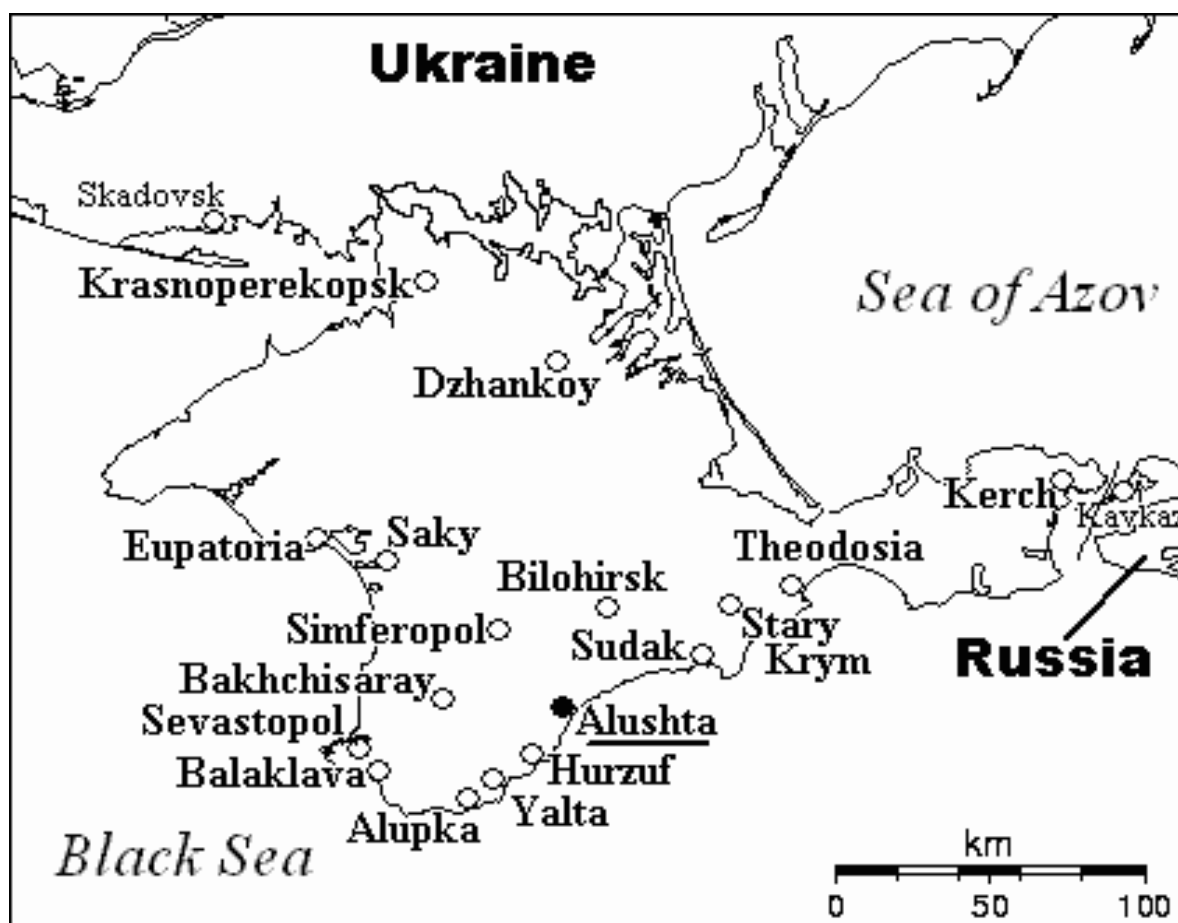 Ukraine
Skadovsk
Krasnoperekopsk
Sea of Azov
Dzhankoy
Kerch
Kavkaz
Eupatoria
Saky
Theodosia
Bilohirsk
Simferopol
Sudak
Stary
Krym
Russia
Bakhchisaray
Sevastopol
Alushta
Balaklava
Hurzuf
Yalta
Alupka
Black Sea
km
0 50 100